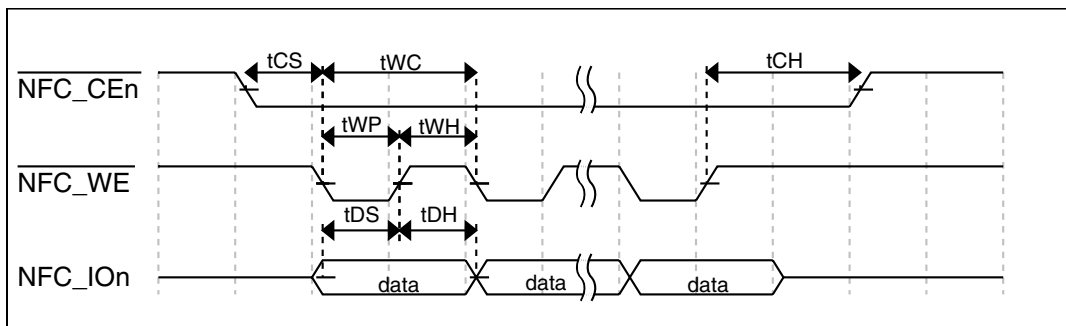 tCS tWC tCH
NFC_CEn
tWP tWH
NFC_WE
tDS tDH
NFC_IOn data data data